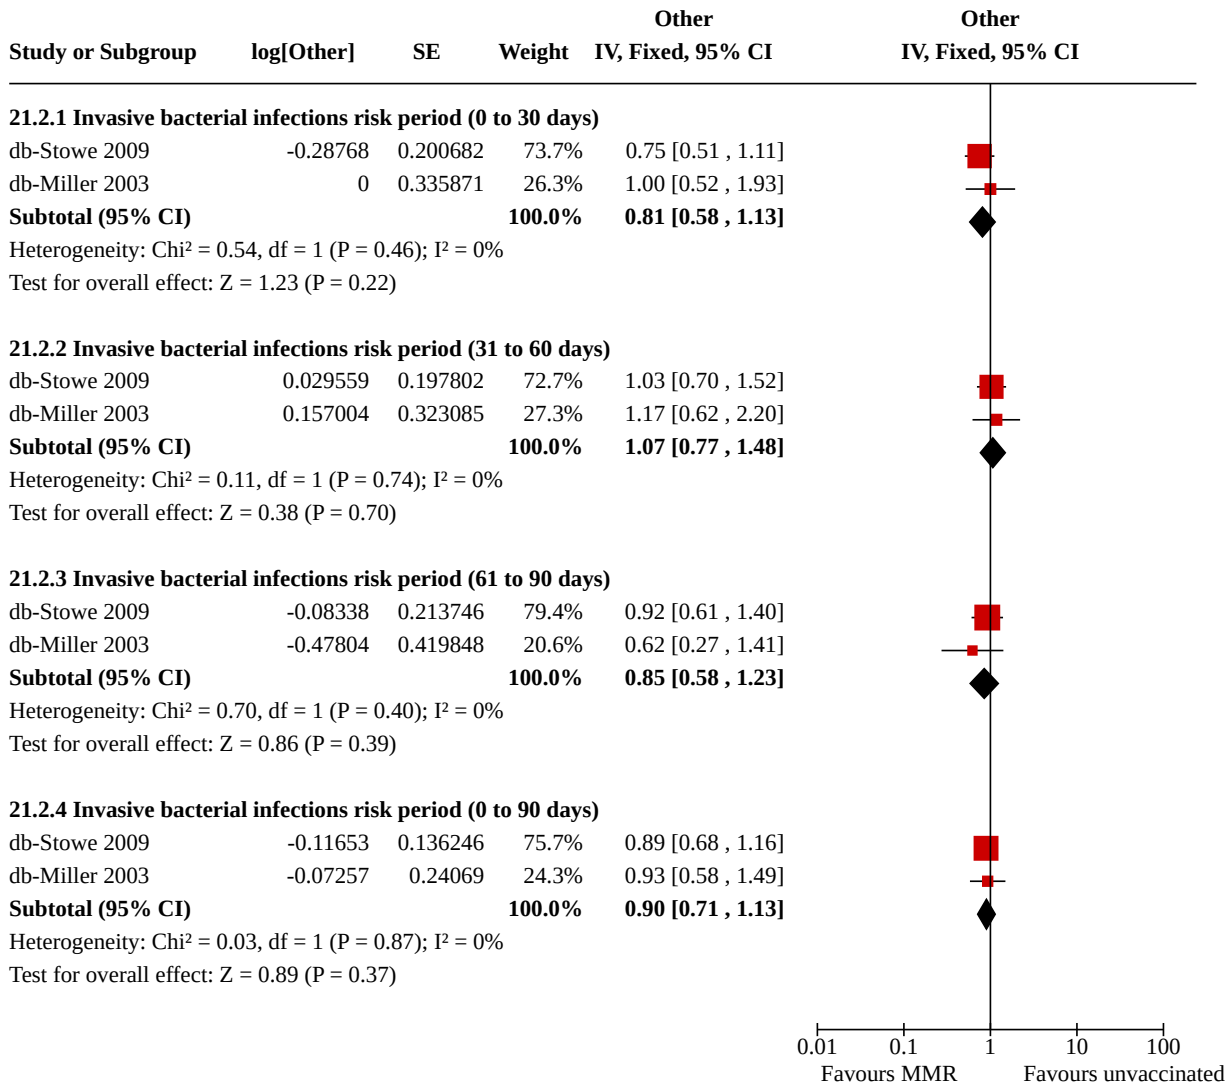 Other Other
Study or Subgroup log[Other] SE Weight IV, Fixed, 95% CI IV, Fixed, 95% CI
21.2.1 Invasive bacterial infections risk period (0 to 30 days)
db-Stowe 2009 -0.28768 0.200682 73.7% 0.75 [0.51 , 1.11]
db-Miller 2003 0 0.335871 26.3% 1.00 [0.52 , 1.93]
Subtotal (95% CI) 100.0% 0.81 [0.58 , 1.13]
Heterogeneity: Chi² = 0.54, df = 1 (P = 0.46); I² = 0%
Test for overall effect: Z = 1.23 (P = 0.22)
21.2.2 Invasive bacterial infections risk period (31 to 60 days)
db-Stowe 2009 0.029559 0.197802 72.7% 1.03 [0.70 , 1.52]
db-Miller 2003 0.157004 0.323085 27.3% 1.17 [0.62 , 2.20]
Subtotal (95% CI) 100.0% 1.07 [0.77 , 1.48]
Heterogeneity: Chi² = 0.11, df = 1 (P = 0.74); I² = 0%
Test for overall effect: Z = 0.38 (P = 0.70)
21.2.3 Invasive bacterial infections risk period (61 to 90 days)
db-Stowe 2009 -0.08338 0.213746 79.4% 0.92 [0.61 , 1.40]
db-Miller 2003 -0.47804 0.419848 20.6% 0.62 [0.27 , 1.41]
Subtotal (95% CI) 100.0% 0.85 [0.58 , 1.23]
Heterogeneity: Chi² = 0.70, df = 1 (P = 0.40); I² = 0%
Test for overall effect: Z = 0.86 (P = 0.39)
21.2.4 Invasive bacterial infections risk period (0 to 90 days)
db-Stowe 2009 -0.11653 0.136246 75.7% 0.89 [0.68 , 1.16]
db-Miller 2003 -0.07257 0.24069 24.3% 0.93 [0.58 , 1.49]
Subtotal (95% CI) 100.0% 0.90 [0.71 , 1.13]
Heterogeneity: Chi² = 0.03, df = 1 (P = 0.87); I² = 0%
Test for overall effect: Z = 0.89 (P = 0.37)
0.01 0.1 1 10 100
Favours MMR Favours unvaccinated